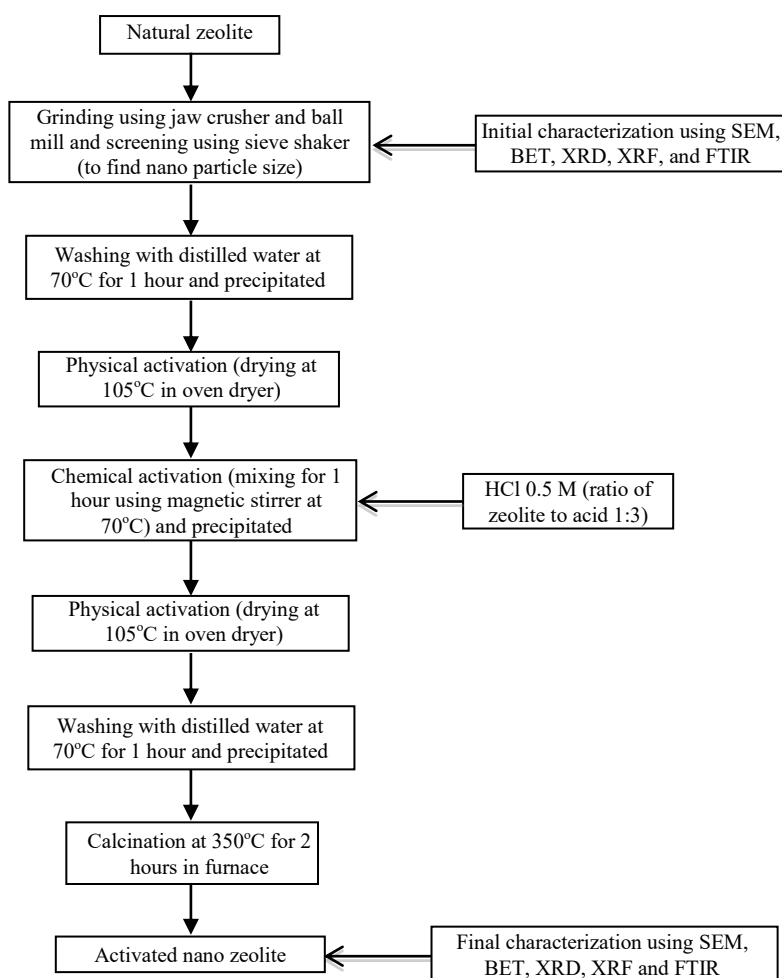 Natural zeolite
Grinding using jaw crusher and ball
mill and screening using sieve shaker
(to find nano particle size)
Initial characterization using SEM,
BET, XRD, XRF, and FTIR
Washing with distilled water at
70°C for 1 hour and precipitated
Physical activation (drying at
105°C in oven dryer)
Chemical activation (mixing for 1
hour using magnetic stirrer at
70°C) and precipitated
HCl 0.5 M (ratio of
zeolite to acid 1:3)
Physical activation (drying at
105°C in oven dryer)
Washing with distilled water at
70°C for 1 hour and precipitated
Calcination at 350°C for 2
hours in furnace
Activated nano zeolite
Final characterization using SEM,
BET, XRD, XRF and FTIR